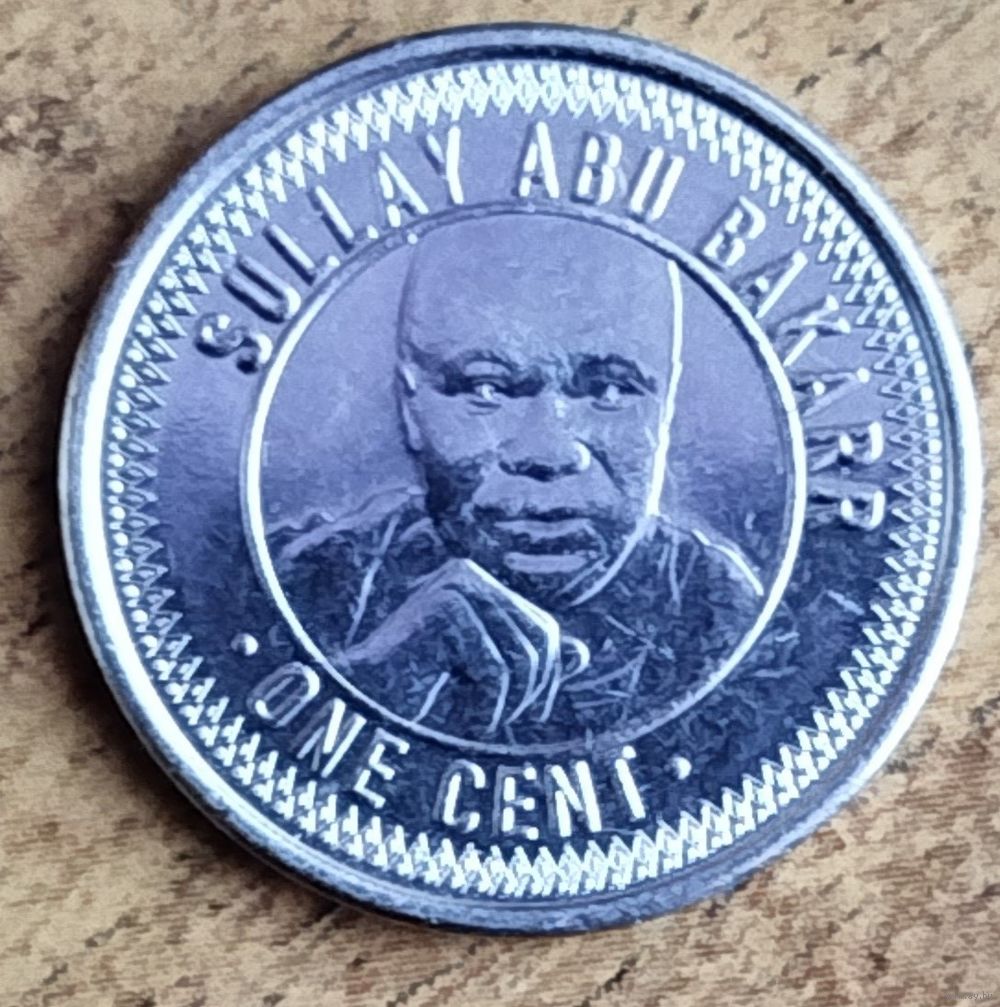 SULLAY ABU BAKARR
· ONE CENT ·